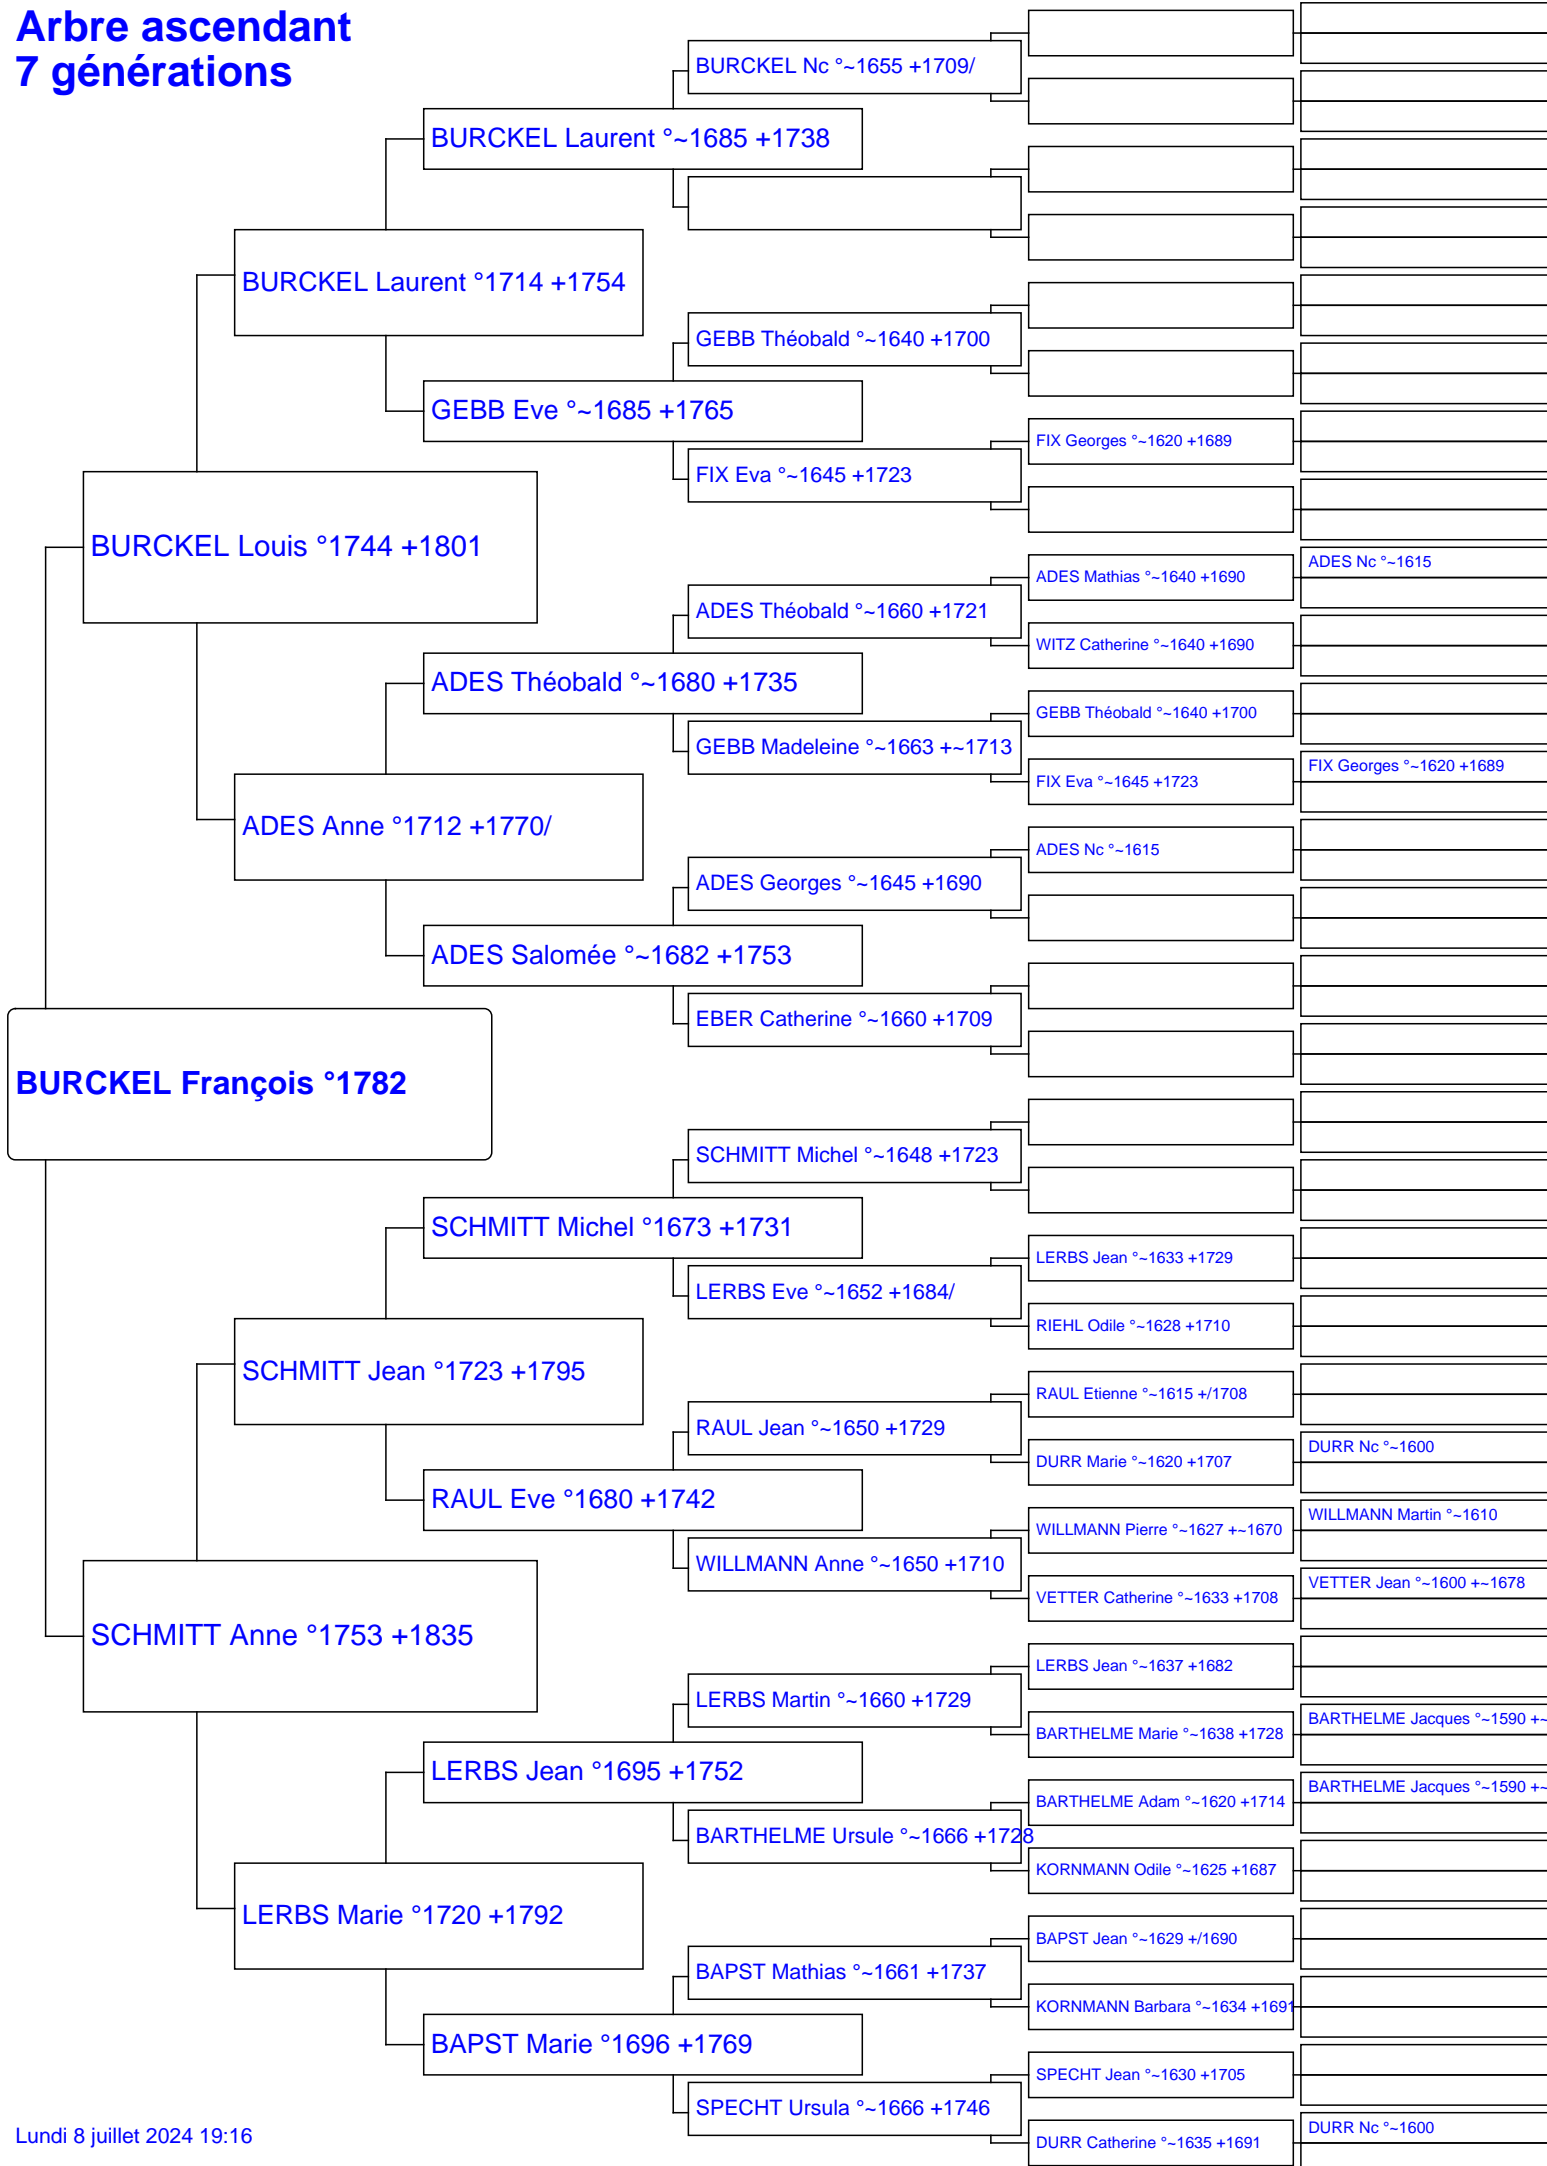 Arbre ascendant
7 générations
BURCKEL Nc °~1655 +1709/
BURCKEL Laurent °~1685 +1738
BURCKEL Laurent °1714 +1754
GEBB Théobald °~1640 +1700
GEBB Eve °~1685 +1765
FIX Georges °~1620 +1689
FIX Eva °~1645 +1723
BURCKEL Louis °1744 +1801
ADES Nc °~1615
ADES Mathias °~1640 +1690
ADES Théobald °~1660 +1721
WITZ Catherine °~1640 +1690
ADES Théobald °~1680 +1735
GEBB Théobald °~1640 +1700
GEBB Madeleine °~1663 +~1713
FIX Georges °~1620 +1689
FIX Eva °~1645 +1723
ADES Anne °1712 +1770/
ADES Nc °~1615
ADES Georges °~1645 +1690
ADES Salomée °~1682 +1753
EBER Catherine °~1660 +1709
BURCKEL François °1782
SCHMITT Michel °~1648 +1723
SCHMITT Michel °1673 +1731
LERBS Jean °~1633 +1729
LERBS Eve °~1652 +1684/
RIEHL Odile °~1628 +1710
SCHMITT Jean °1723 +1795
RAUL Etienne °~1615 +/1708
RAUL Jean °~1650 +1729
DURR Nc °~1600
DURR Marie °~1620 +1707
RAUL Eve °1680 +1742
WILLMANN Martin °~1610
WILLMANN Pierre °~1627 +~1670
WILLMANN Anne °~1650 +1710
VETTER Jean °~1600 +~1678
VETTER Catherine °~1633 +1708
SCHMITT Anne °1753 +1835
LERBS Jean °~1637 +1682
LERBS Martin °~1660 +1729
BARTHELME Jacques °~1590 +~
BARTHELME Marie °~1638 +1728
LERBS Jean °1695 +1752
BARTHELME Jacques °~1590 +~
BARTHELME Adam °~1620 +1714
BARTHELME Ursule °~1666 +1728
KORNMANN Odile °~1625 +1687
LERBS Marie °1720 +1792
BAPST Jean °~1629 +/1690
BAPST Mathias °~1661 +1737
KORNMANN Barbara °~1634 +1691
BAPST Marie °1696 +1769
SPECHT Jean °~1630 +1705
SPECHT Ursula °~1666 +1746
DURR Nc °~1600
DURR Catherine °~1635 +1691
Lundi 8 juillet 2024 19:16